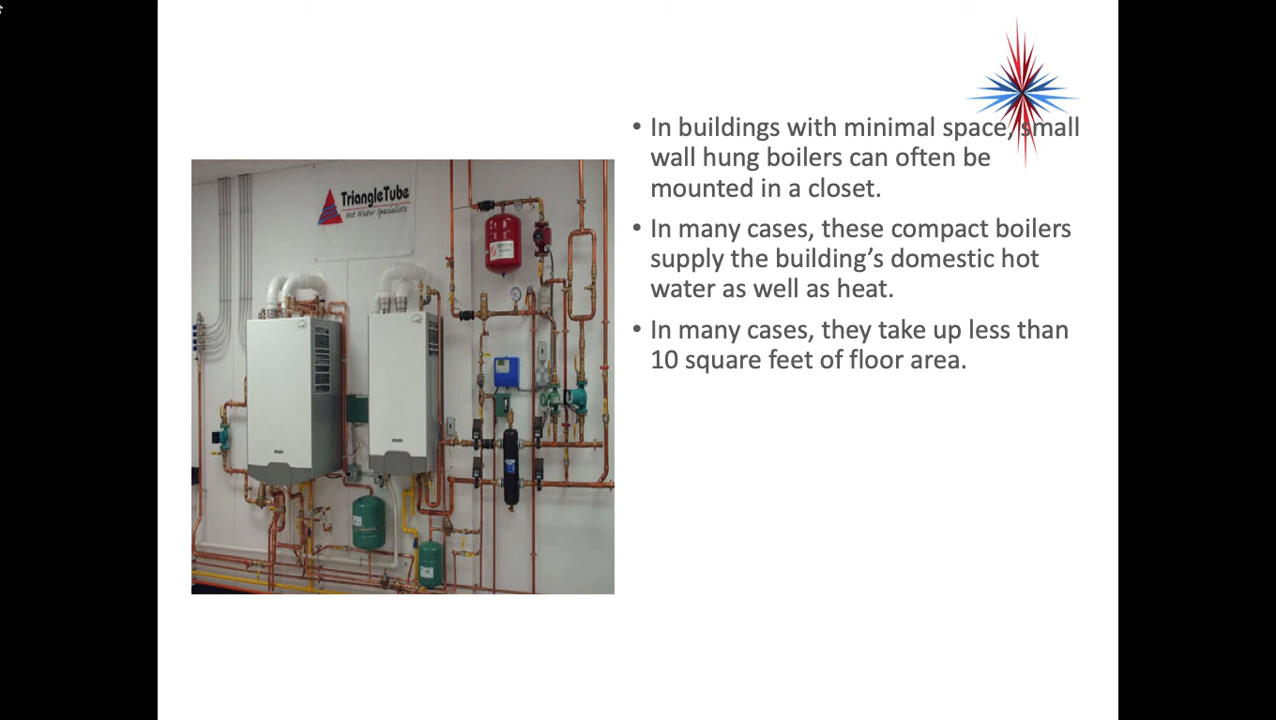 • In buildings with minimal space, small
wall hung boilers can often be
mounted in a closet.
• In many cases, these compact boilers
supply the building’s domestic hot
water as well as heat.
• In many cases, they take up less than
10 square feet of floor area.
TriangleTube
Hot Water Specialists